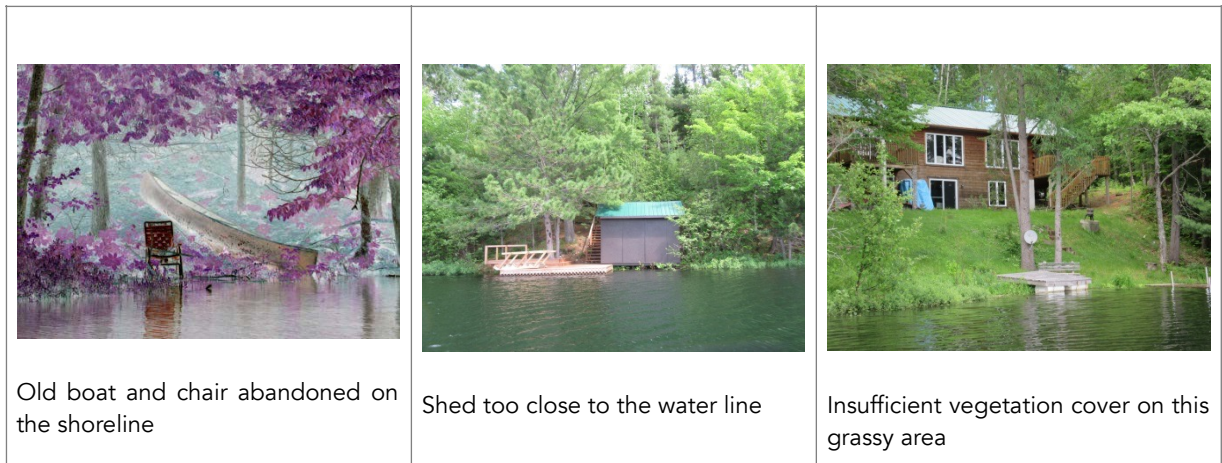 Old boat and chair abandoned on
the shoreline
Shed too close to the water line
Insufficient vegetation cover on this
grassy area